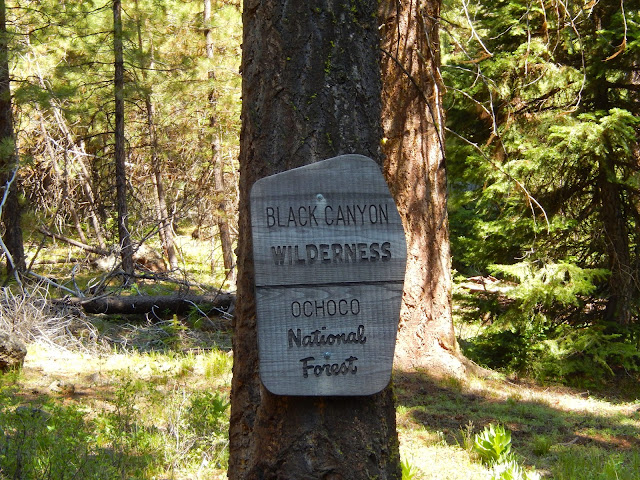 BLACK CANYON
WILDERNESS
OCHOCO
National
Forest